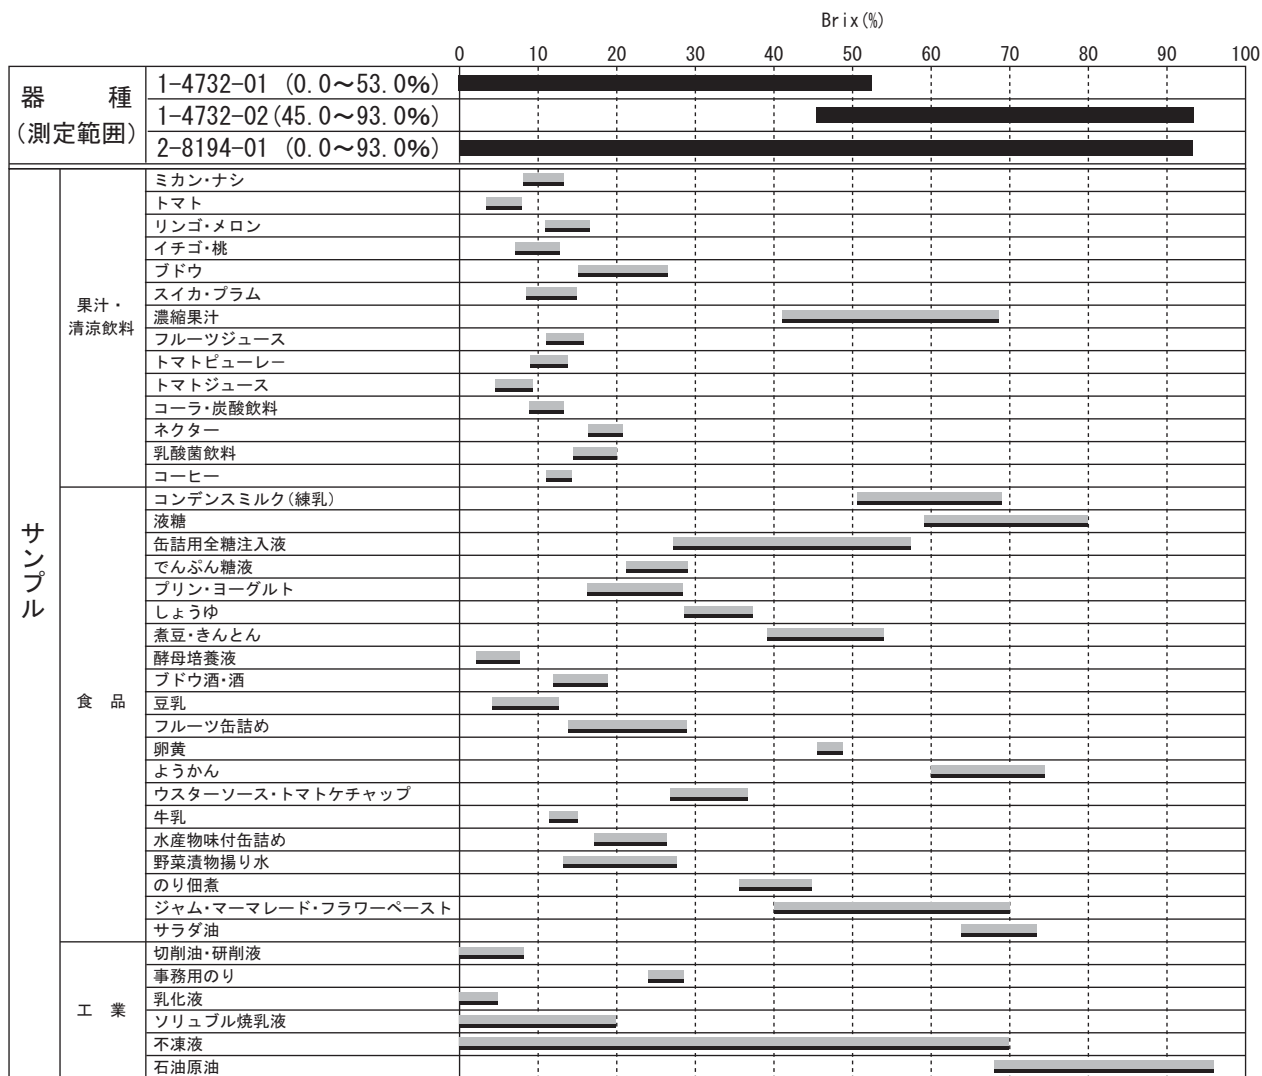 Brix(%)
0 10 20 30 40 50 60 70 80 90 100
器 種
(測定範囲)
1-4732-01 (0.0～53.0%)
1-4732-02(45.0～93.0%)
2-8194-01 (0.0～93.0%)
サンプル
果汁・
清涼飲料
ミカン・ナシ
トマト
リンゴ・メロン
イチゴ・桃
ブドウ
スイカ・プラム
濃縮果汁
フルーツジュース
トマトピューレー
トマトジュース
コーラ・炭酸飲料
ネクター
乳酸菌飲料
コーヒー
食 品
コンデンスミルク(練乳)
液糖
缶詰用全糖注入液
でんぷん糖液
プリン・ヨーグルト
しょうゆ
煮豆・きんとん
酵母培養液
ブドウ酒・酒
豆乳
フルーツ缶詰め
卵黄
ようかん
ウスターソース・トマトケチャップ
牛乳
水産物味付缶詰め
野菜漬物揚り水
のり佃煮
ジャム・マーマレード・フラワーペースト
サラダ油
工 業
切削油・研削液
事務用のり
乳化液
ソリュブル焼乳液
不凍液
石油原油